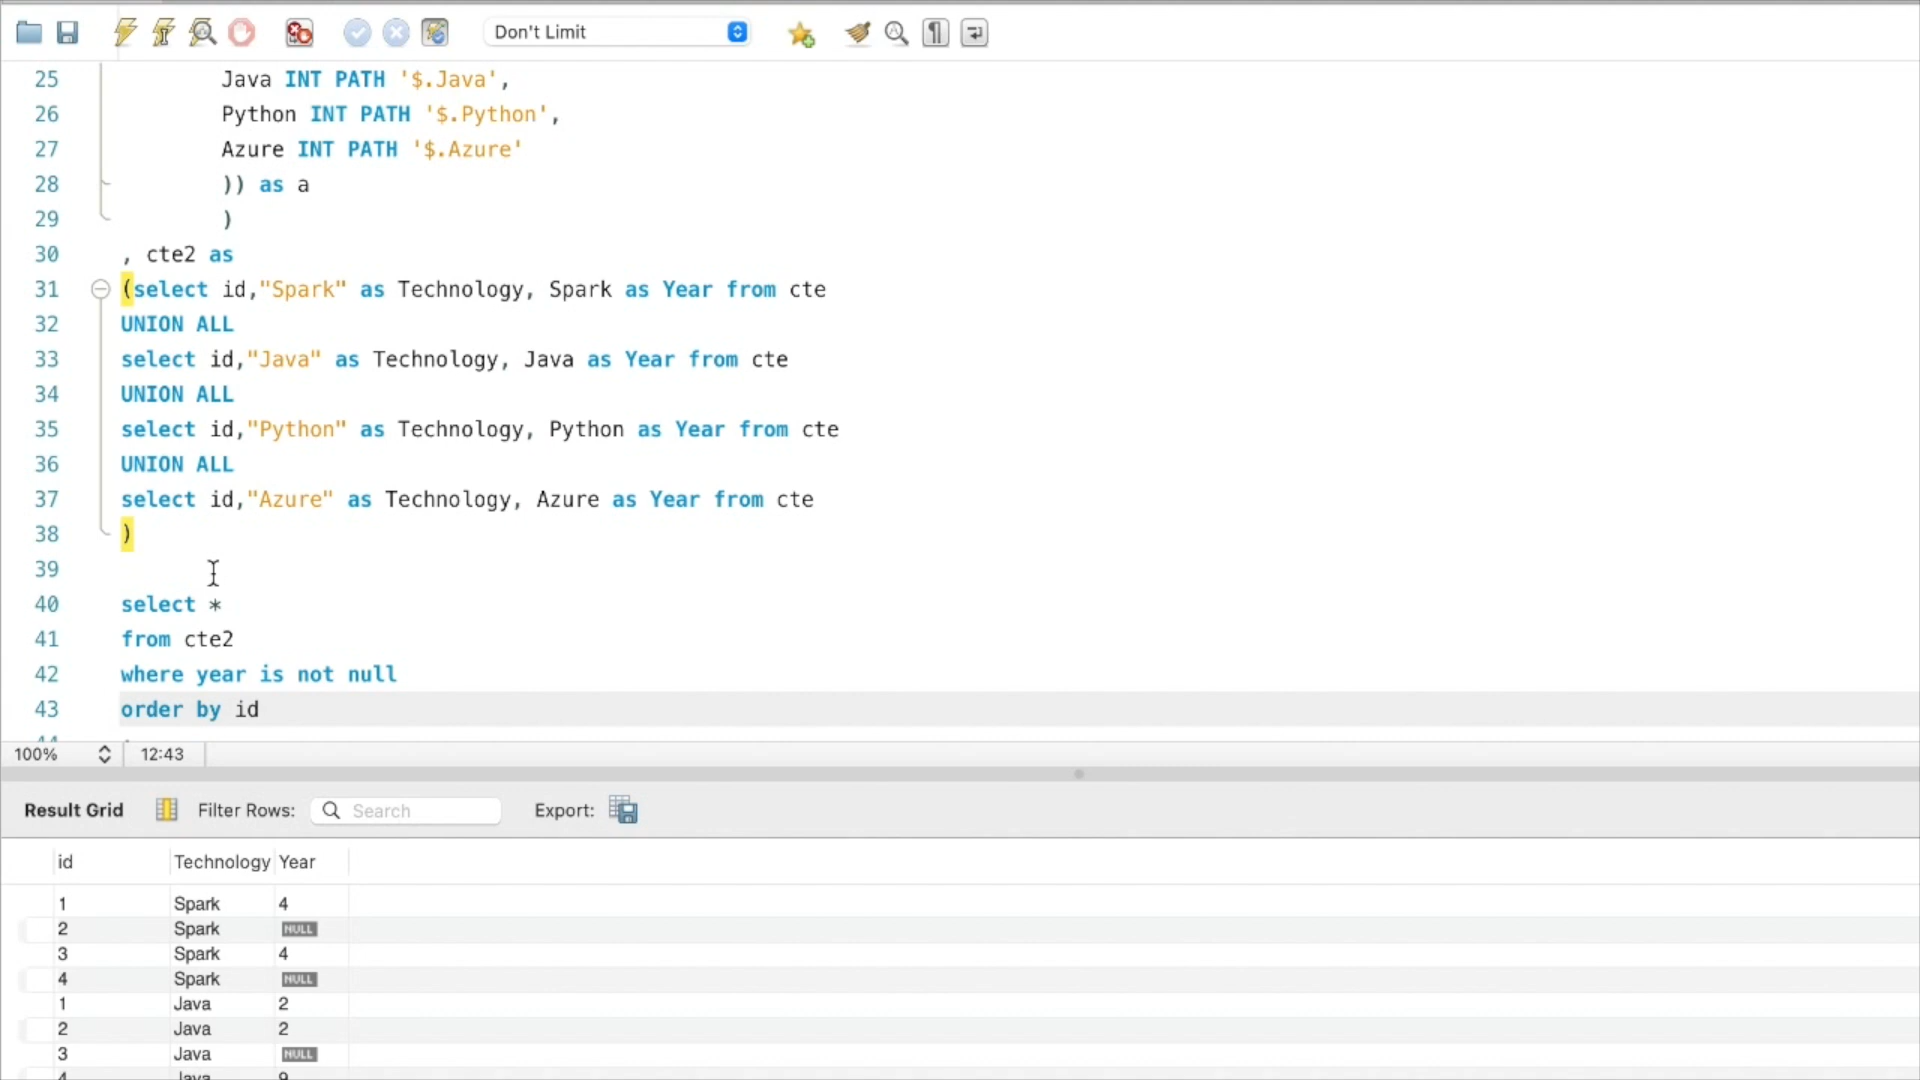 Don't Limit
25 Java INT PATH '$.Java',
26 Python INT PATH '$.Python',
27 Azure INT PATH '$.Azure'
28 )) as a
29 )
30 , cte2 as
31 (select id,"Spark" as Technology, Spark as Year from cte
32 UNION ALL
33 select id,"Java" as Technology, Java as Year from cte
34 UNION ALL
35 select id,"Python" as Technology, Python as Year from cte
36 UNION ALL
37 select id,"Azure" as Technology, Azure as Year from cte
38 )
39
40 select *
41 from cte2
42 where year is not null
43 order by id
44
100% 12:43
Result Grid Filter Rows: Search Export:
id Technology Year
1 Spark 4
2 Spark NULL
3 Spark 4
4 Spark NULL
1 Java 2
2 Java 2
3 Java NULL
4 Java 9